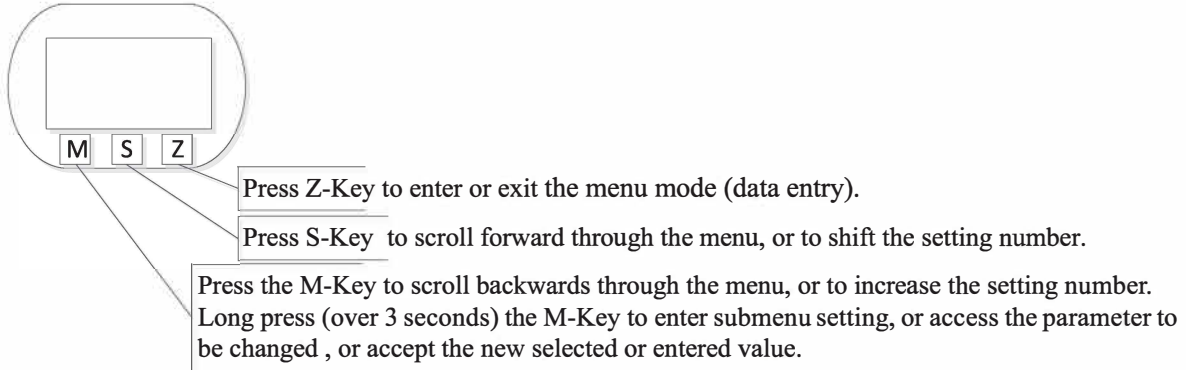 M S Z
Press Z-Key to enter or exit the menu mode (data entry).
Press S-Key to scroll forward through the menu, or to shift the setting number.
Press the M-Key to scroll backwards through the menu, or to increase the setting number.
Long press (over 3 seconds) the M-Key to enter submenu setting, or access the parameter to
be changed , or accept the new selected or entered value.